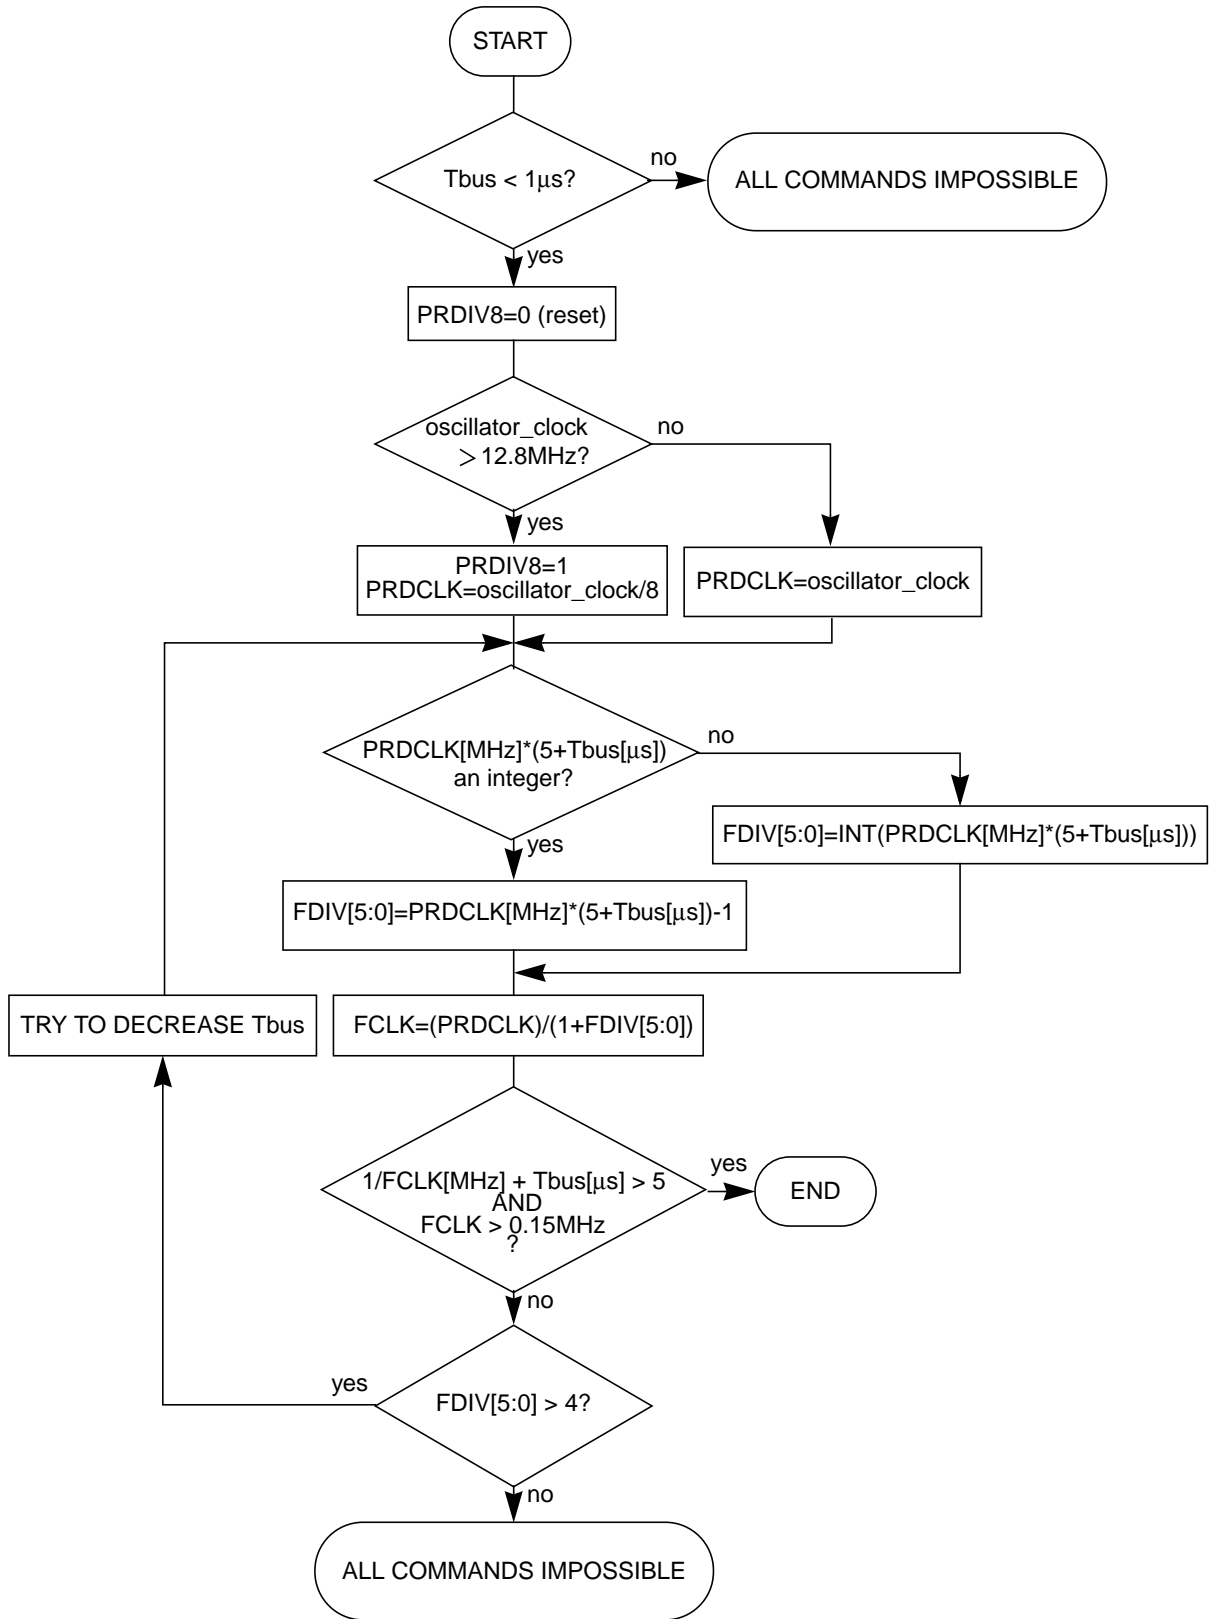 START
Tbus < 1μs?
no
ALL COMMANDS IMPOSSIBLE
yes
PRDIV8=0 (reset)
oscillator_clock
> 12.8MHz?
no
yes
PRDIV8=1
PRDCLK=oscillator_clock/8
PRDCLK=oscillator_clock
PRDCLK[MHz]*(5+Tbus[μs])
an integer?
no
yes
FDIV[5:0]=INT(PRDCLK[MHz]*(5+Tbus[μs]))
FDIV[5:0]=PRDCLK[MHz]*(5+Tbus[μs])-1
TRY TO DECREASE Tbus
FCLK=(PRDCLK)/(1+FDIV[5:0])
1/FCLK[MHz] + Tbus[μs] > 5
AND
FCLK > 0.15MHz
?
yes
END
no
FDIV[5:0] > 4?
yes
no
ALL COMMANDS IMPOSSIBLE